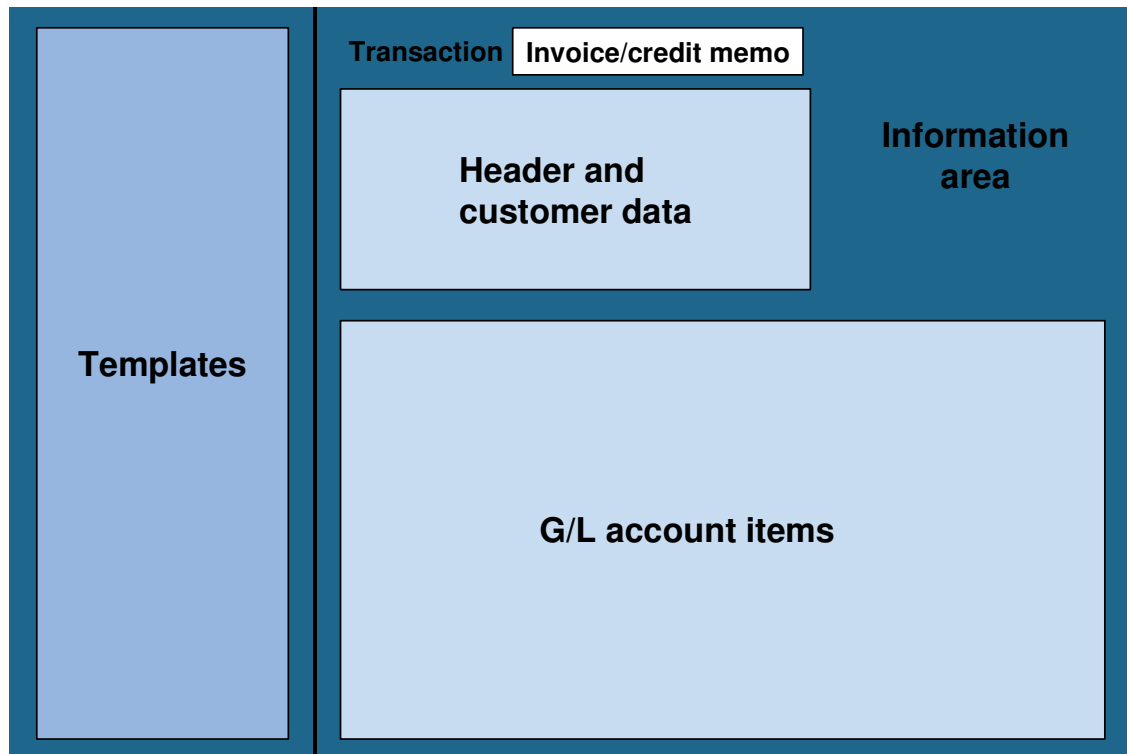 Templates
Transaction Invoice/credit memo
Header and
customer data
Information
area
G/L account items